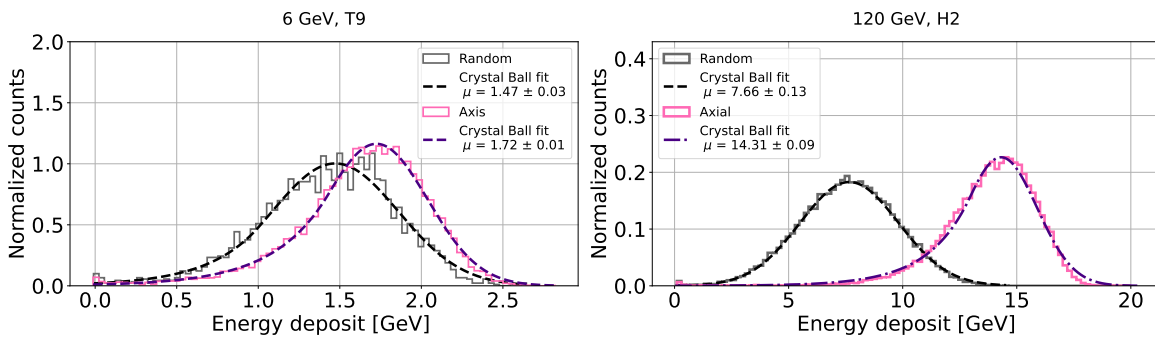 6 GeV, T9
Normalized counts
2.0
1.5
1.0
0.5
0.0
0.0 0.5 1.0 1.5 2.0 2.5
Energy deposit [GeV]
Random
Crystal Ball fit
μ = 1.47 ± 0.03
Axis
Crystal Ball fit
μ = 1.72 ± 0.01
120 GeV, H2
Normalized counts
0.4
0.3
0.2
0.1
0.0
0 5 10 15 20
Energy deposit [GeV]
Random
Crystal Ball fit
μ = 7.66 ± 0.13
Axial
Crystal Ball fit
μ = 14.31 ± 0.09